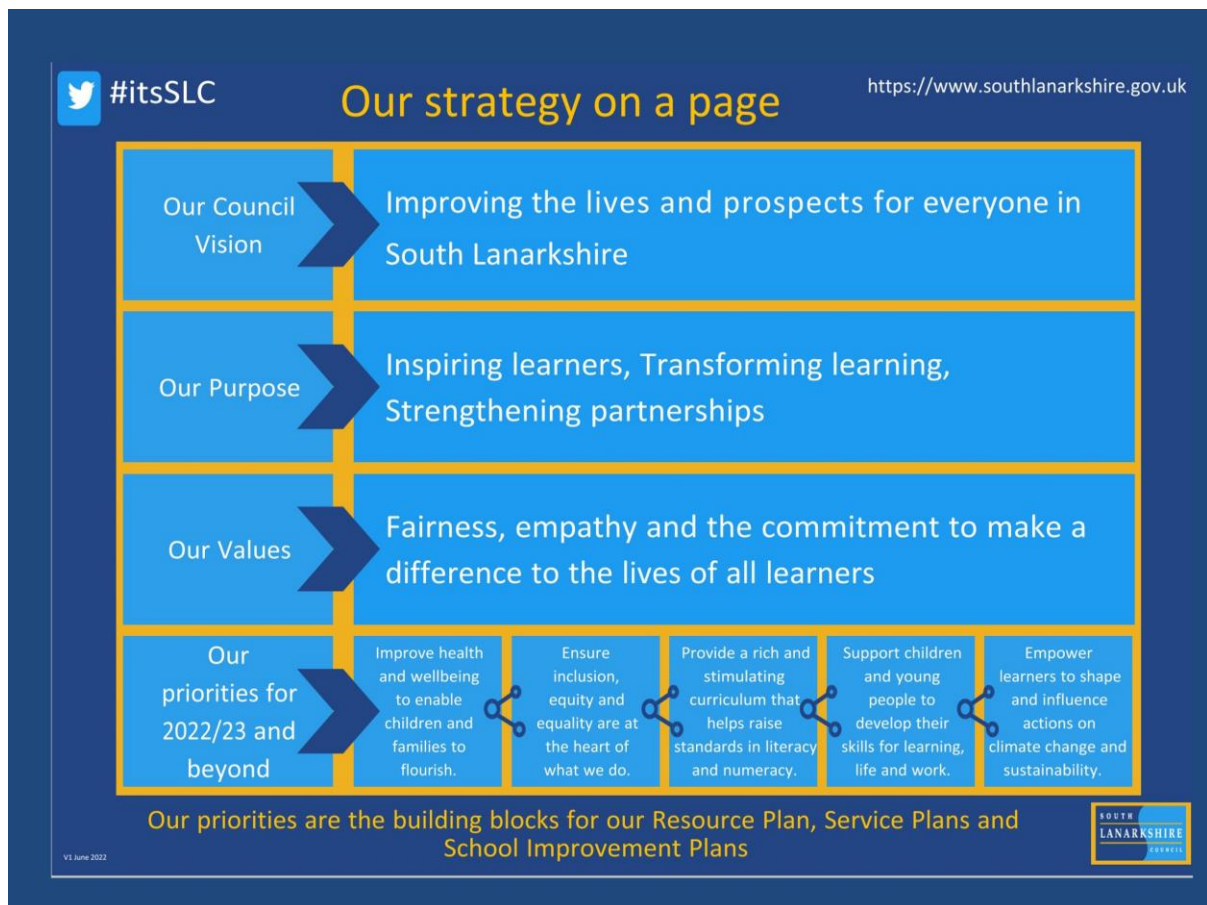 #itsSLC
Our strategy on a page
https://www.southlanarkshire.gov.uk
Our Council
Vision
Improving the lives and prospects for everyone in
South Lanarkshire
Our Purpose
Inspiring learners, Transforming learning,
Strengthening partnerships
Our Values
Fairness, empathy and the commitment to make a
difference to the lives of all learners
Our
priorities for
2022/23 and
beyond
Improve health
and wellbeing
to enable
children and
families to
flourish.
Ensure
inclusion,
equity and
equality are at
the heart of
what we do.
Provide a rich and
stimulating
curriculum that
helps raise
standards in literacy
and numeracy.
Support children
and young
people to
develop their
skills for learning,
life and work.
Empower
learners to shape
and influence
actions on
climate change and
sustainability.
Our priorities are the building blocks for our Resource Plan, Service Plans and
School Improvement Plans
V1 June 2022
SOUTH
LANARKSHIRE
COUNCIL